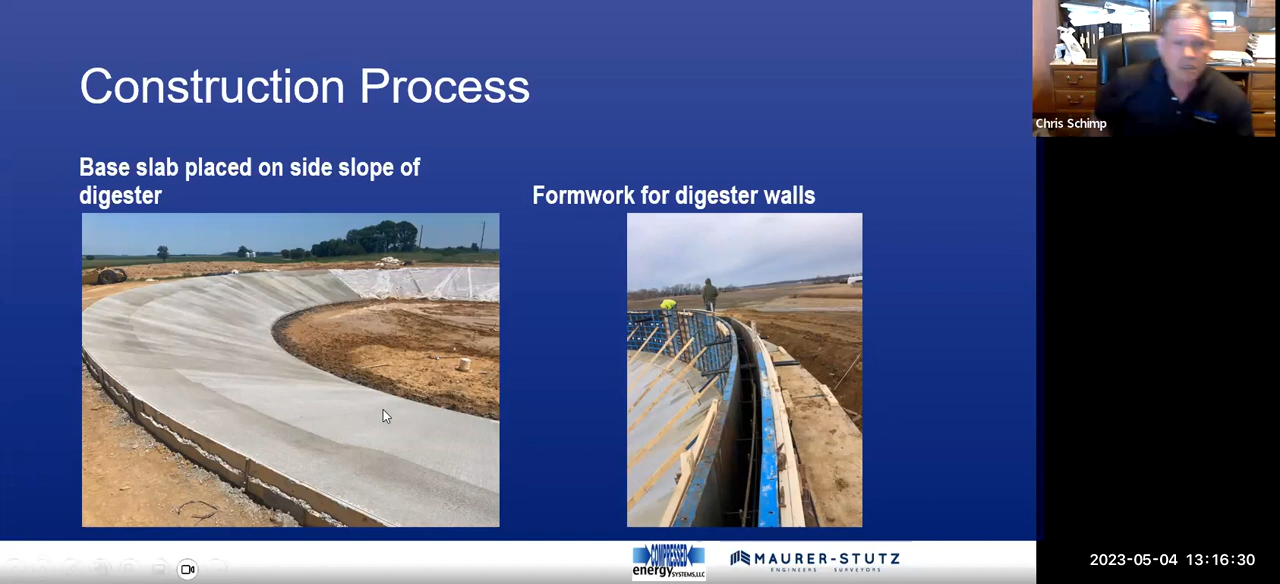 Construction Process
Base slab placed on side slope of
digester
Formwork for digester walls
Chris Schimp
COMPRESSED
energy SYSTEMS, LLC
MAURER-STUTZ
ENGINEERS SURVEYORS
2023-05-04 13:16:30